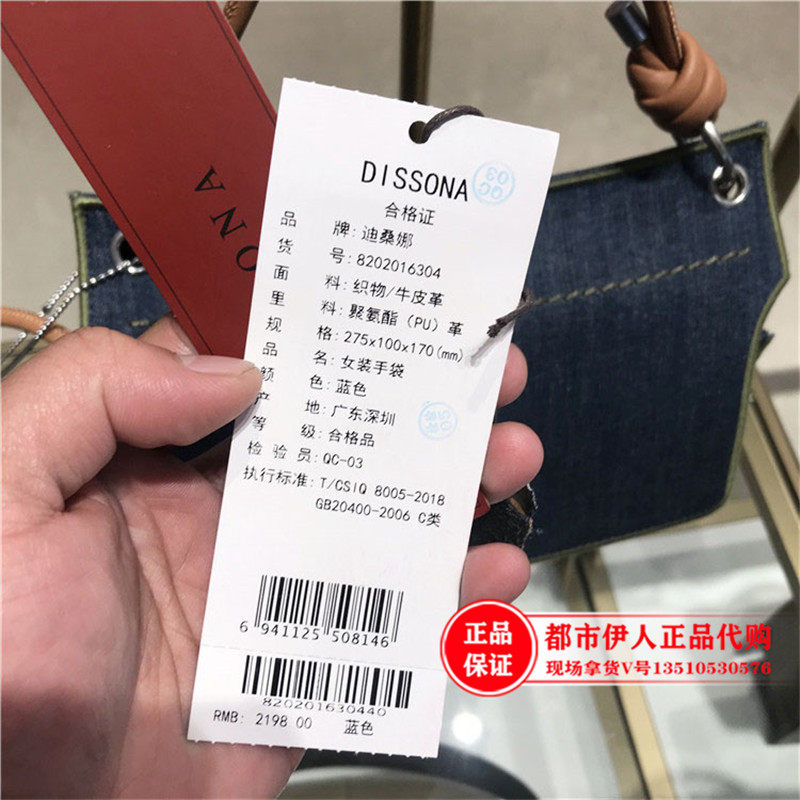 ONA
DISSONA
QC
03
合格证
品 牌: 迪桑娜
货 号: 8202016304
面 料: 织物/牛皮革
里 料: 聚氨酯（PU）革
规 格: 275x100x170(mm)
品 名: 女装手袋
颜 色: 蓝色
产 地: 广东深圳
等 级: 合格品
检 验 员: QC-03
执行标准: T/CSIQ 8005-2018
GB20400-2006 C类
6 941125 508146
820201630440
RMB: 2198.00 蓝色
正品
保证
都市伊人正品代购
现场拿货V号13510530576